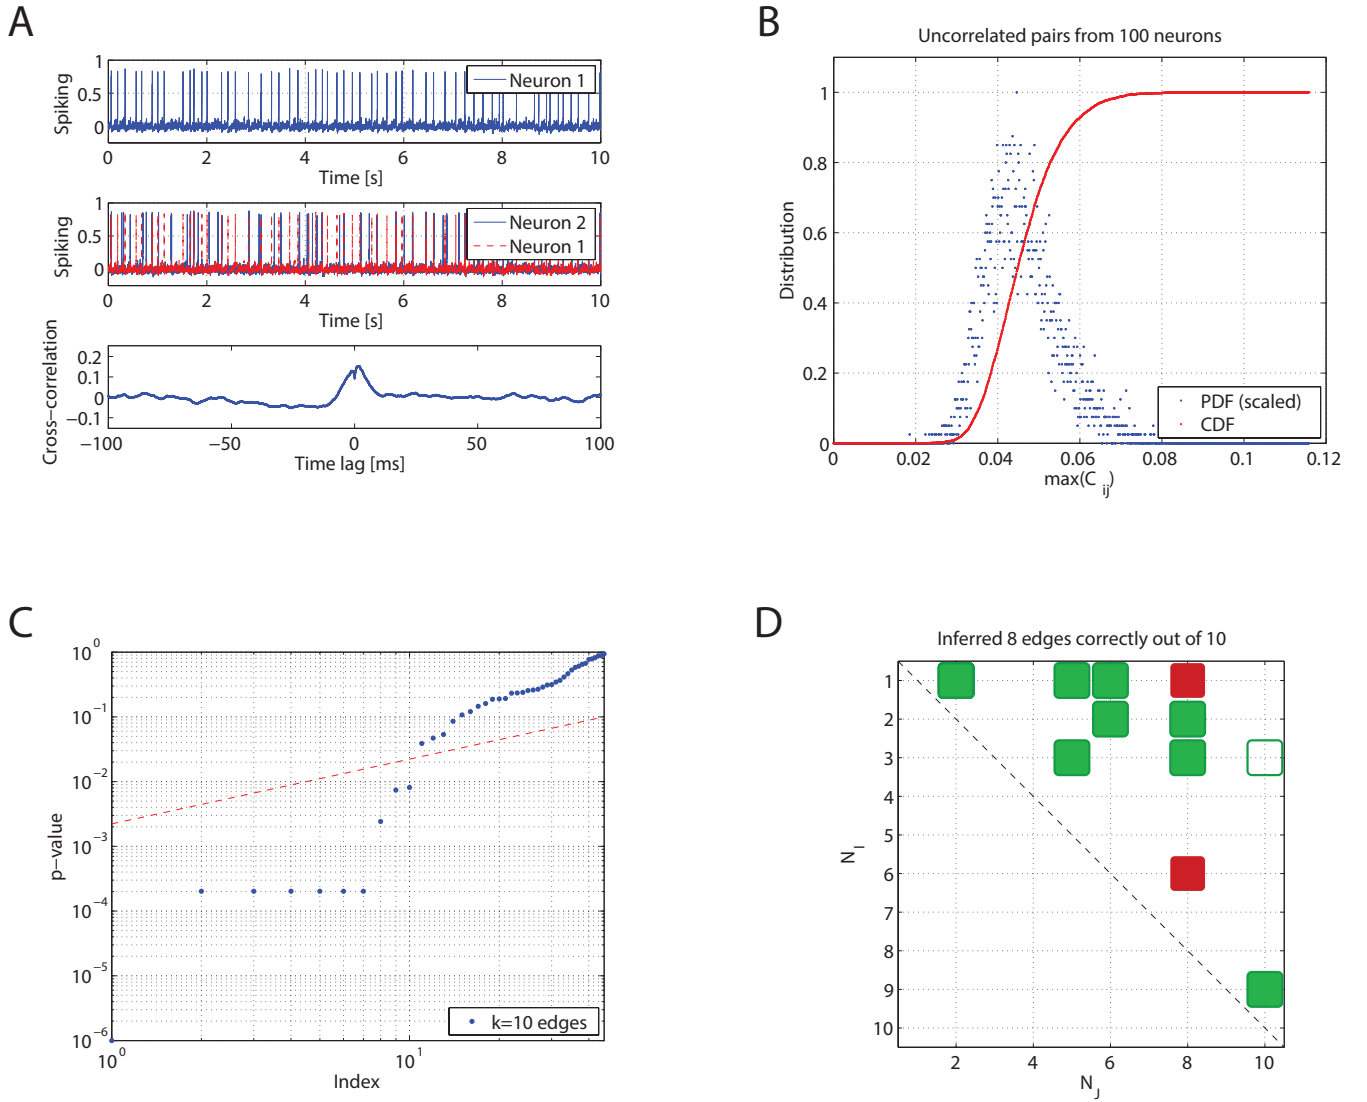 A
1
0.5
0
Spiking
Neuron 1
0 2 4 6 8 10
Time [s]
1
0.5
0
Spiking
Neuron 2
Neuron 1
0 2 4 6 8 10
Time [s]
0.2
0.1
0
−0.1
Cross−correlation
−100 −50 0 50 100
Time lag [ms]
B
Uncorrelated pairs from 100 neurons
1
0.8
0.6
0.4
0.2
0
Distribution
PDF (scaled)
CDF
0 0.02 0.04 0.06 0.08 0.1 0.12
max(C ij)
C
10^0
10^−1
10^−2
10^−3
10^−4
10^−5
10^−6
p−value
k=10 edges
10^0 10^1
Index
D
Inferred 8 edges correctly out of 10
1
2
3
4
5
6
7
8
9
10
N_I
2 4 6 8 10
N_J